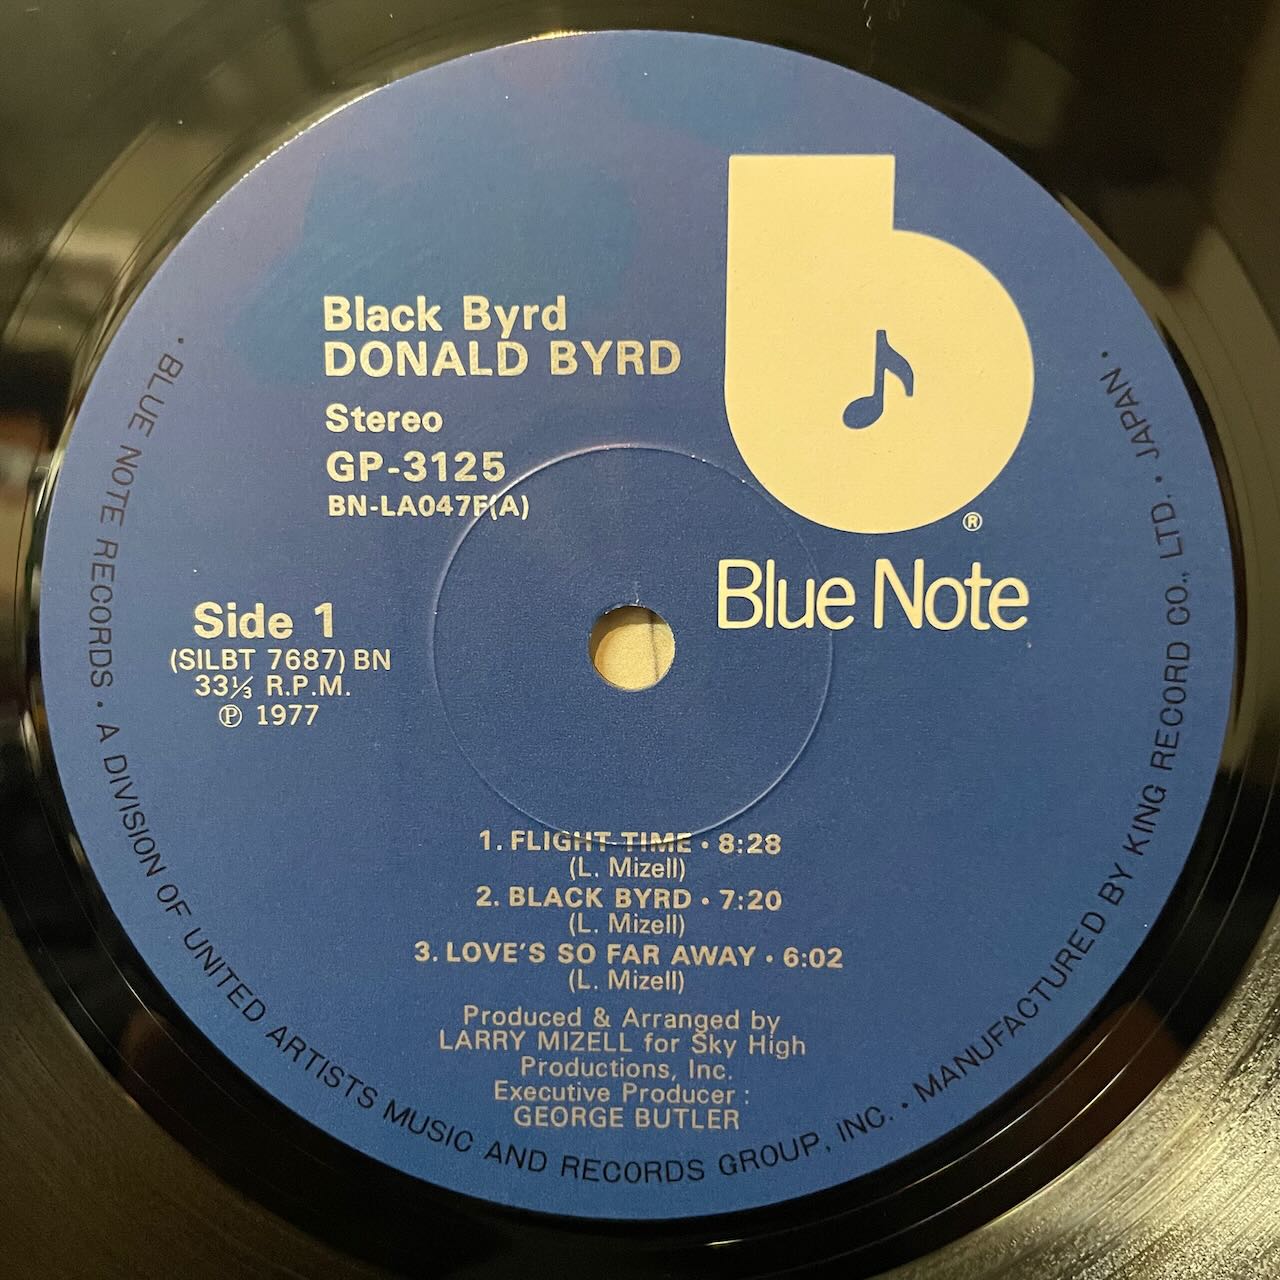 Black Byrd
DONALD BYRD
Stereo
GP-3125
BN-LA047F(A)
®
Blue Note
Side 1
(SILBT 7687) BN
33⅓ R.P.M.
℗ 1977
1. FLIGHT TIME • 8:28
(L. Mizell)
2. BLACK BYRD • 7:20
(L. Mizell)
3. LOVE'S SO FAR AWAY • 6:02
(L. Mizell)
Produced & Arranged by
LARRY MIZELL for Sky High
Productions, Inc.
Executive Producer :
GEORGE BUTLER
• BLUE NOTE RECORDS • A DIVISION OF UNITED ARTISTS MUSIC AND RECORDS GROUP, INC. • MANUFACTURED BY KING RECORD CO., LTD. • JAPAN •